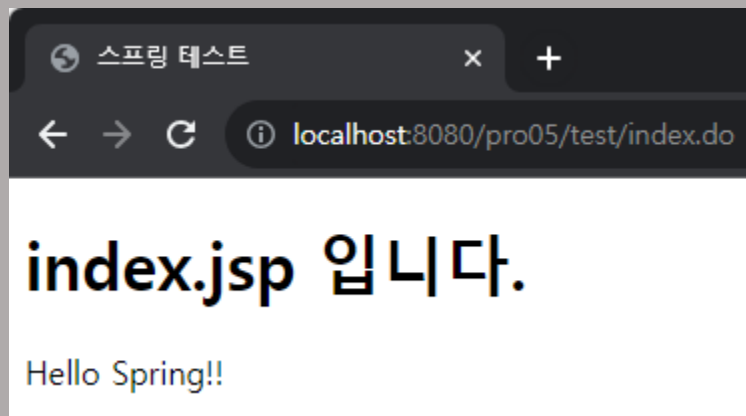 스프링 테스트
localhost:8080/pro05/test/index.do
index.jsp 입니다.
Hello Spring!!